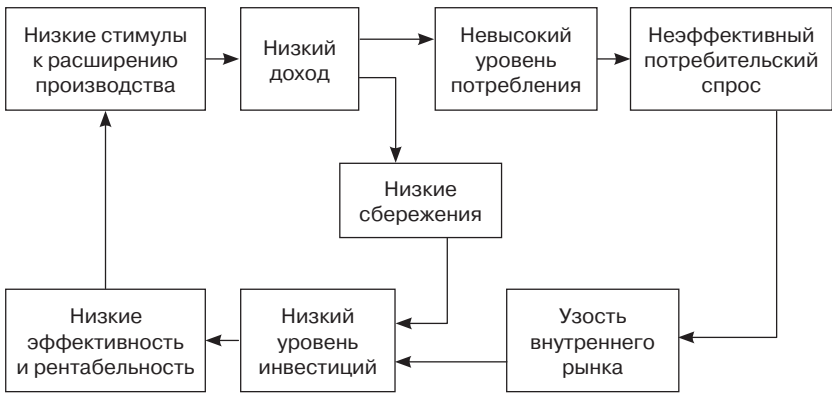 Низкие стимулы
к расширению
производства
Низкий
доход
Невысокий
уровень
потребления
Неэффективный
потребительский
спрос
Низкие
сбережения
Низкие
эффективность
и рентабельность
Низкий
уровень
инвестиций
Узость
внутреннего
рынка